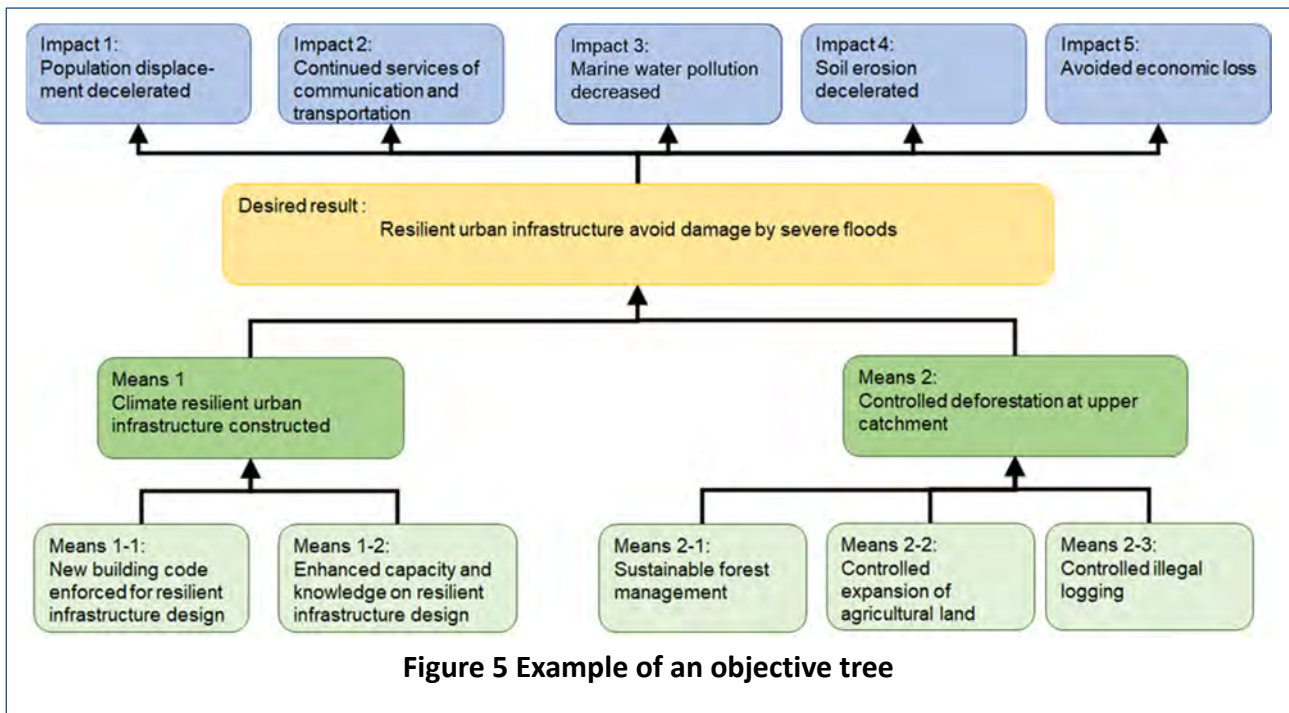 Impact 1:
Population displace-
ment decelerated
Impact 2:
Continued services of
communication and
transportation
Impact 3:
Marine water pollution
decreased
Impact 4:
Soil erosion
decelerated
Impact 5:
Avoided economic loss
Desired result :
Resilient urban infrastructure avoid damage by severe floods
Means 1
Climate resilient urban
infrastructure constructed
Means 2:
Controlled deforestation at upper
catchment
Means 1-1:
New building code
enforced for resilient
infrastructure design
Means 1-2:
Enhanced capacity and
knowledge on resilient
infrastructure design
Means 2-1:
Sustainable forest
management
Means 2-2:
Controlled
expansion of
agricultural land
Means 2-3:
Controlled illegal
logging
Figure 5 Example of an objective tree